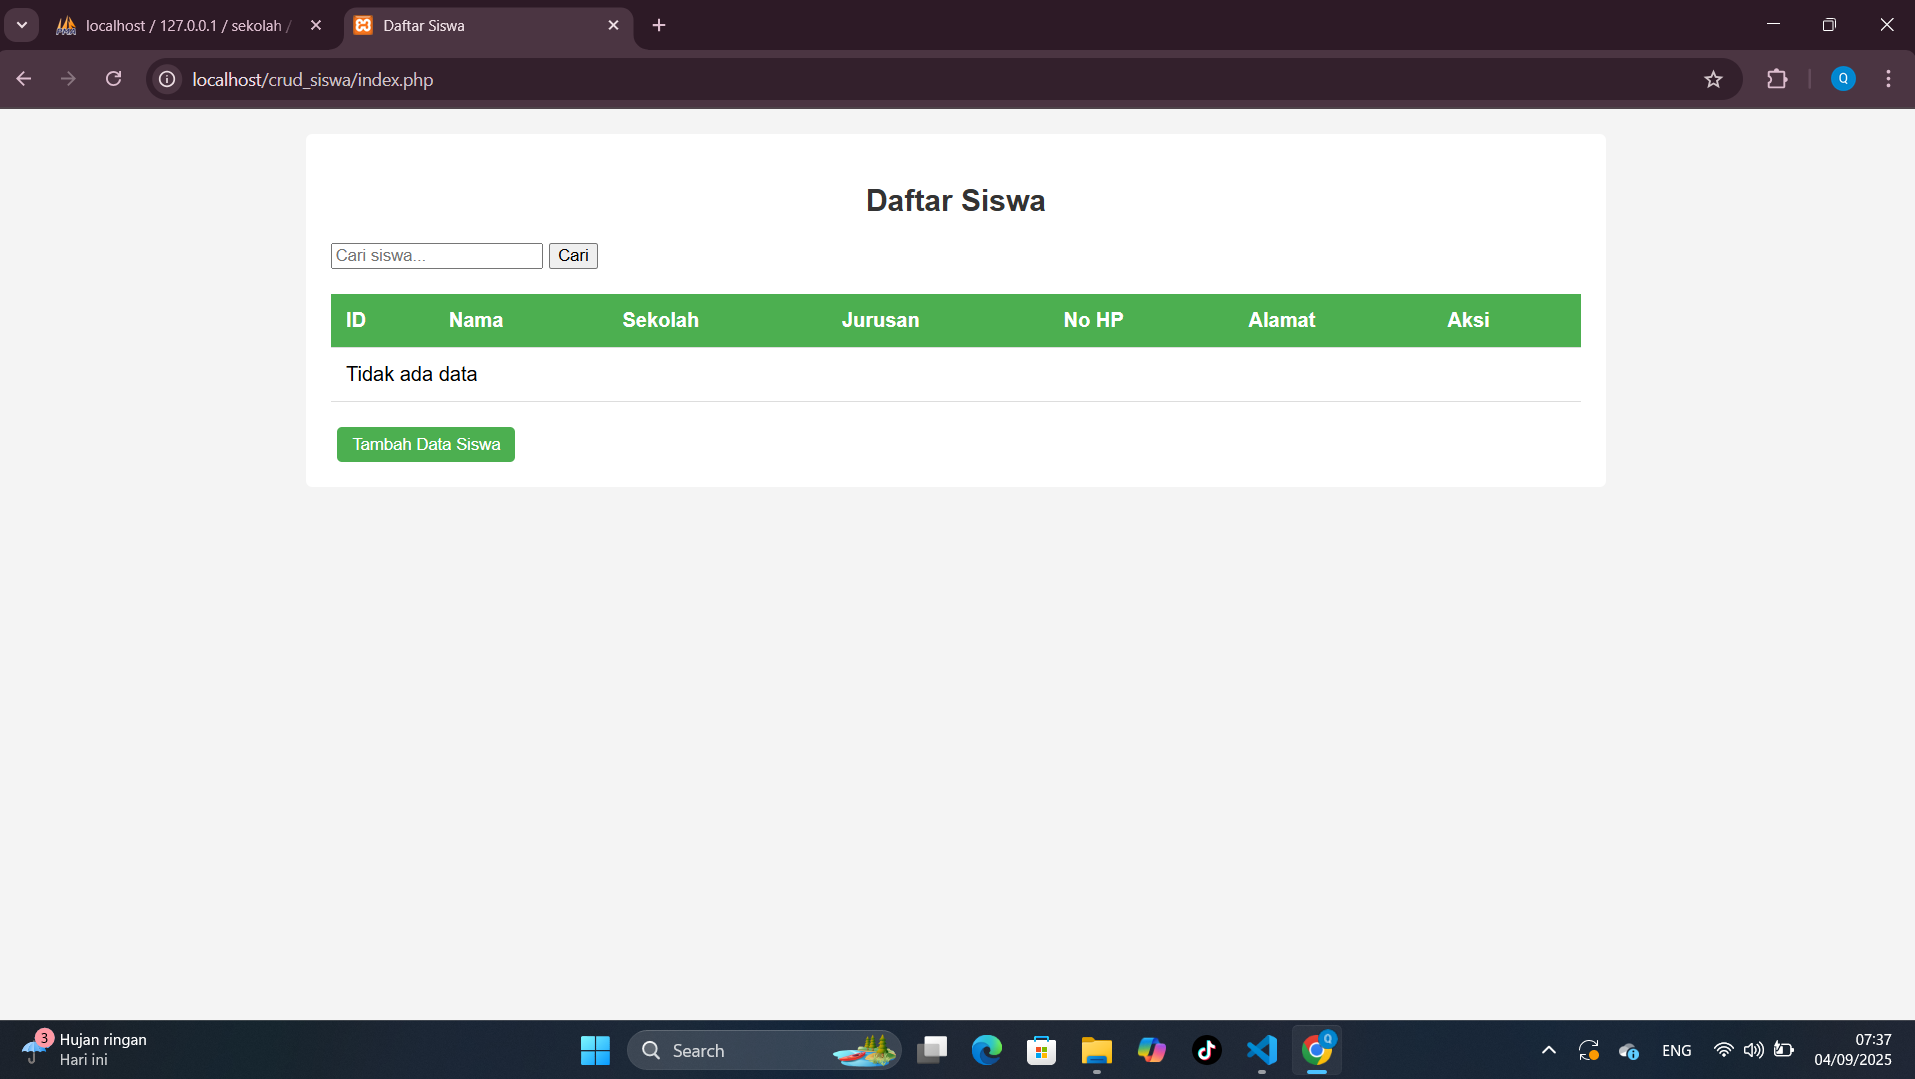 localhost / 127.0.0.1 / sekolah /
Daftar Siswa
localhost/crud_siswa/index.php
Q
Daftar Siswa
Cari siswa...
Cari
ID Nama Sekolah Jurusan No HP Alamat Aksi
Tidak ada data
Tambah Data Siswa
3
Hujan ringan
Hari ini
Search
Q
ENG
07:37
04/09/2025